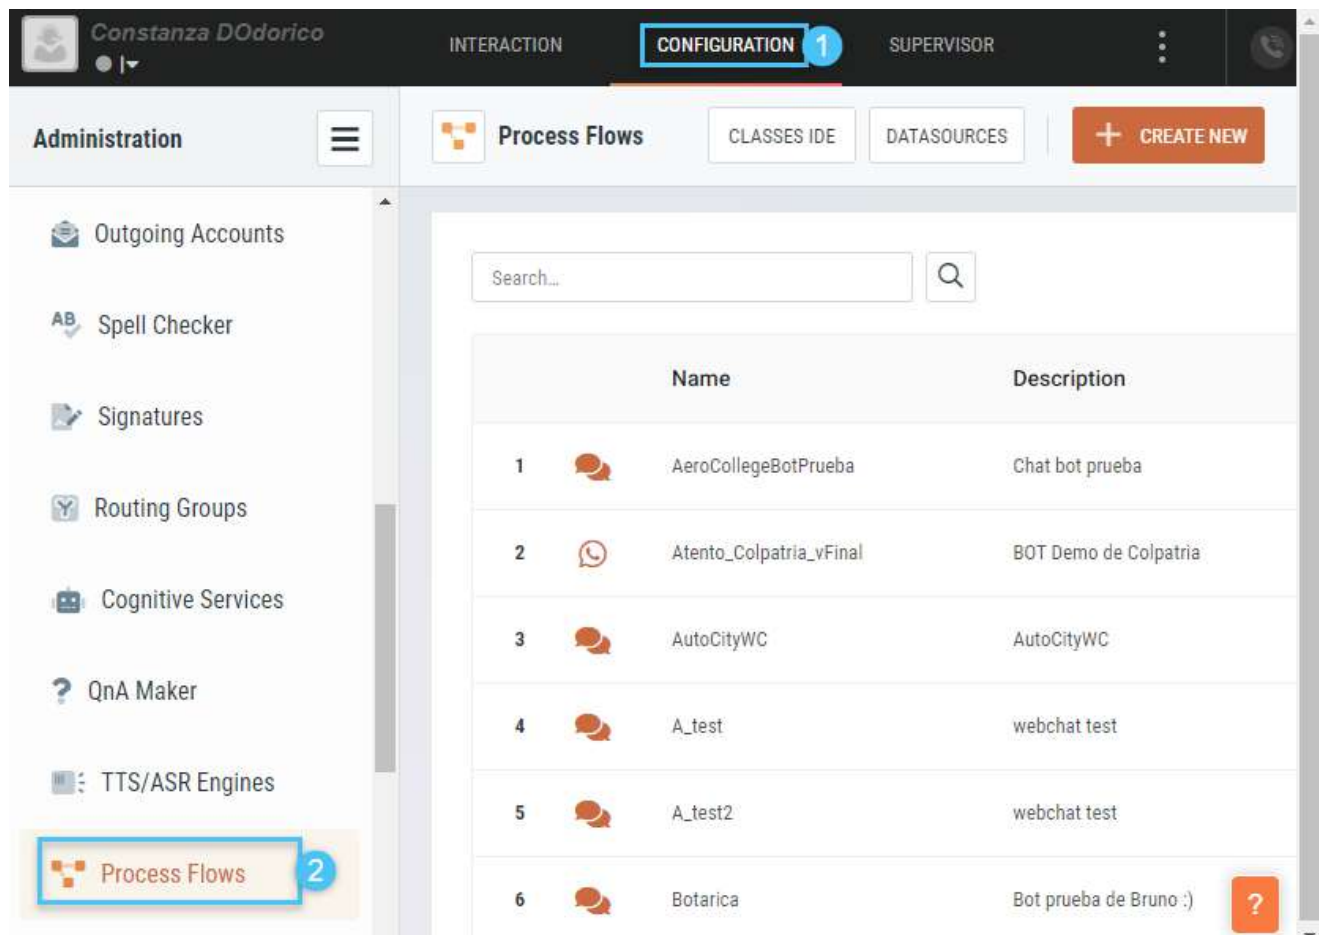 Constanza DOdorico
INTERACTION CONFIGURATION 1 SUPERVISOR
Administration
Process Flows CLASSES IDE DATASOURCES + CREATE NEW
Outgoing Accounts
Search...
AB Spell Checker
Name Description
Signatures
1 AeroCollegeBotPrueba Chat bot prueba
Routing Groups
2 Atento_Colpatria_vFinal BOT Demo de Colpatria
Cognitive Services
3 AutoCityWC AutoCityWC
? QnA Maker
4 A_test webchat test
TTS/ASR Engines
5 A_test2 webchat test
Process Flows 2
6 Botarica Bot prueba de Bruno :) ?